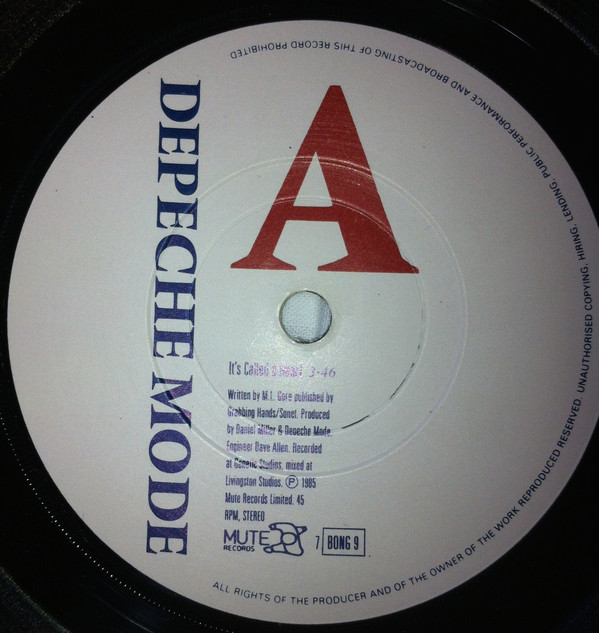 DEPECHE MODE
A
It's Called a Heart 3-46
Written by M.L. Gore published by
Grabbing Hands/Sonet. Produced
by Daniel Miller & Depeche Mode.
Engineer Dave Allen. Recorded
at Genetic Studios, mixed at
Livingston Studios. Ⓟ 1985
Mute Records Limited. 45
RPM, STEREO
MUTE
RECORDS
7 BONG 9
ALL RIGHTS OF THE PRODUCER AND OF THE OWNER OF THE WORK REPRODUCED RESERVED. UNAUTHORISED COPYING, HIRING, LENDING, PUBLIC PERFORMANCE AND BROADCASTING OF THIS RECORD PROHIBITED